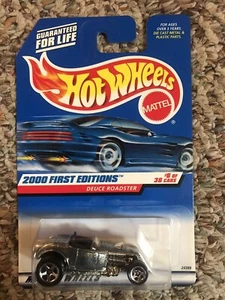 GUARANTEED
FOR LIFE
FOR AGES
OVER 3 YEARS.
DIE CAST METAL &
PLASTIC PARTS.
Hot Wheels
MATTEL
2000 FIRST EDITIONS
DEUCE ROADSTER
#6 OF
36 CARS